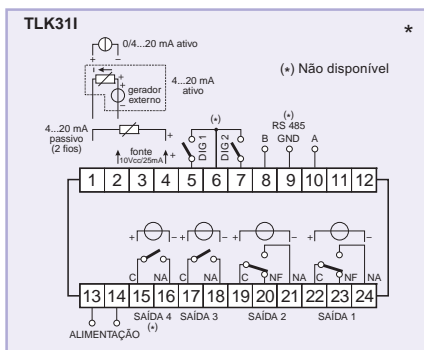 TLK31I
*
0/4...20 mA ativo
+ -
(*) Não disponível
I
+
+
-
gerador
externo
4...20 mA
ativo
4...20 mA
passivo
(2 fios)
+
fonte
10Vcc/25mA
+
(*)
DIG 1
DIG 2
(*)
RS 485
B GND A
1 2 3 4 5 6 7 8 9 10 11 12
+ - + - + - + -
C NA C NA C NF NA C NF NA
13 14 15 16 17 18 19 20 21 22 23 24
SAÍDA 4 SAÍDA 3 SAÍDA 2 SAÍDA 1
(*)
ALIMENTAÇÃO